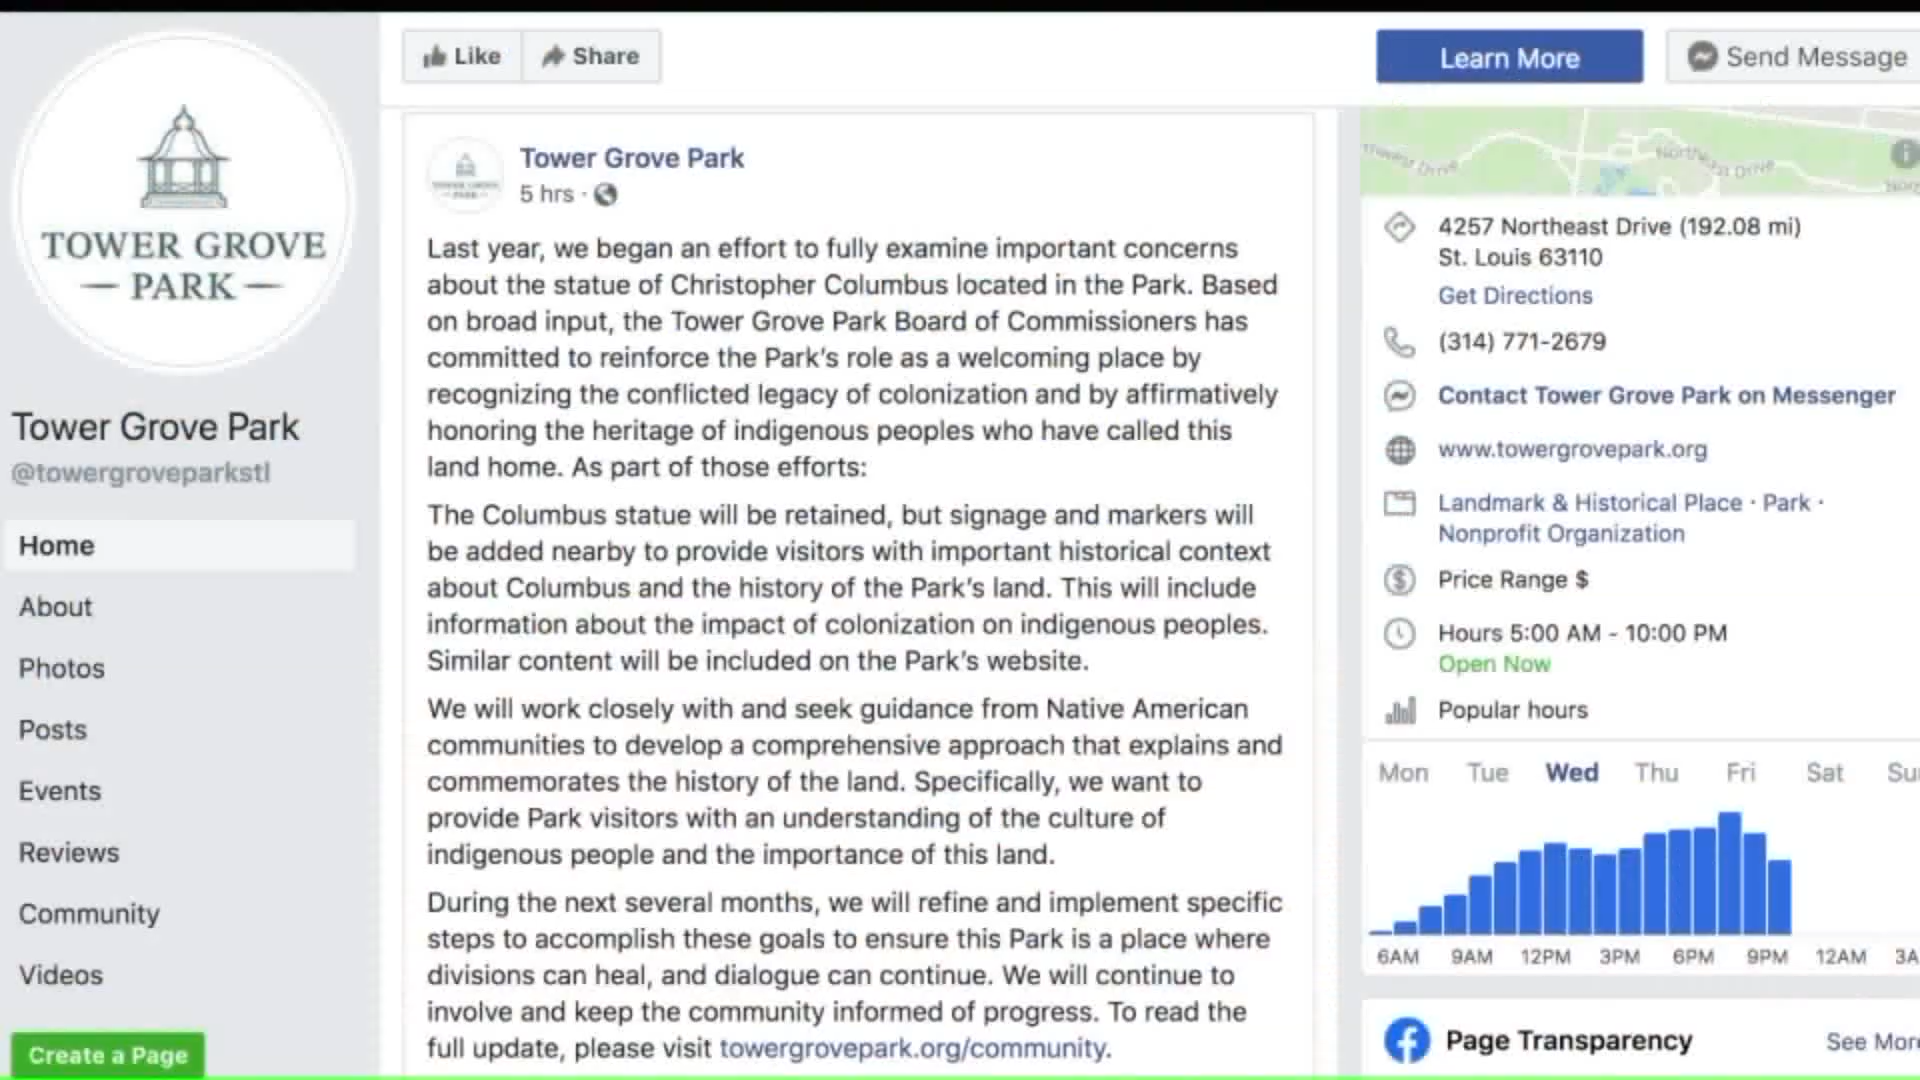 TOWER GROVE
PARK
Tower Grove Park
@towergroveparkstl
Home
About
Photos
Posts
Events
Reviews
Community
Videos
Create a Page
Like
Share
Learn More
Send Message
Tower Grove Park
5 hrs ·
Last year, we began an effort to fully examine important concerns
about the statue of Christopher Columbus located in the Park. Based
on broad input, the Tower Grove Park Board of Commissioners has
committed to reinforce the Park's role as a welcoming place by
recognizing the conflicted legacy of colonization and by affirmatively
honoring the heritage of indigenous peoples who have called this
land home. As part of those efforts:
The Columbus statue will be retained, but signage and markers will
be added nearby to provide visitors with important historical context
about Columbus and the history of the Park's land. This will include
information about the impact of colonization on indigenous peoples.
Similar content will be included on the Park's website.
We will work closely with and seek guidance from Native American
communities to develop a comprehensive approach that explains and
commemorates the history of the land. Specifically, we want to
provide Park visitors with an understanding of the culture of
indigenous people and the importance of this land.
During the next several months, we will refine and implement specific
steps to accomplish these goals to ensure this Park is a place where
divisions can heal, and dialogue can continue. We will continue to
involve and keep the community informed of progress. To read the
full update, please visit towergrovepark.org/community.
4257 Northeast Drive (192.08 mi)
St. Louis 63110
Get Directions
(314) 771-2679
Contact Tower Grove Park on Messenger
www.towergrovepark.org
Landmark & Historical Place · Park ·
Nonprofit Organization
Price Range $
Hours 5:00 AM - 10:00 PM
Open Now
Popular hours
Mon Tue Wed Thu Fri Sat Su
6AM 9AM 12PM 3PM 6PM 9PM 12AM 3A
Page Transparency
See More